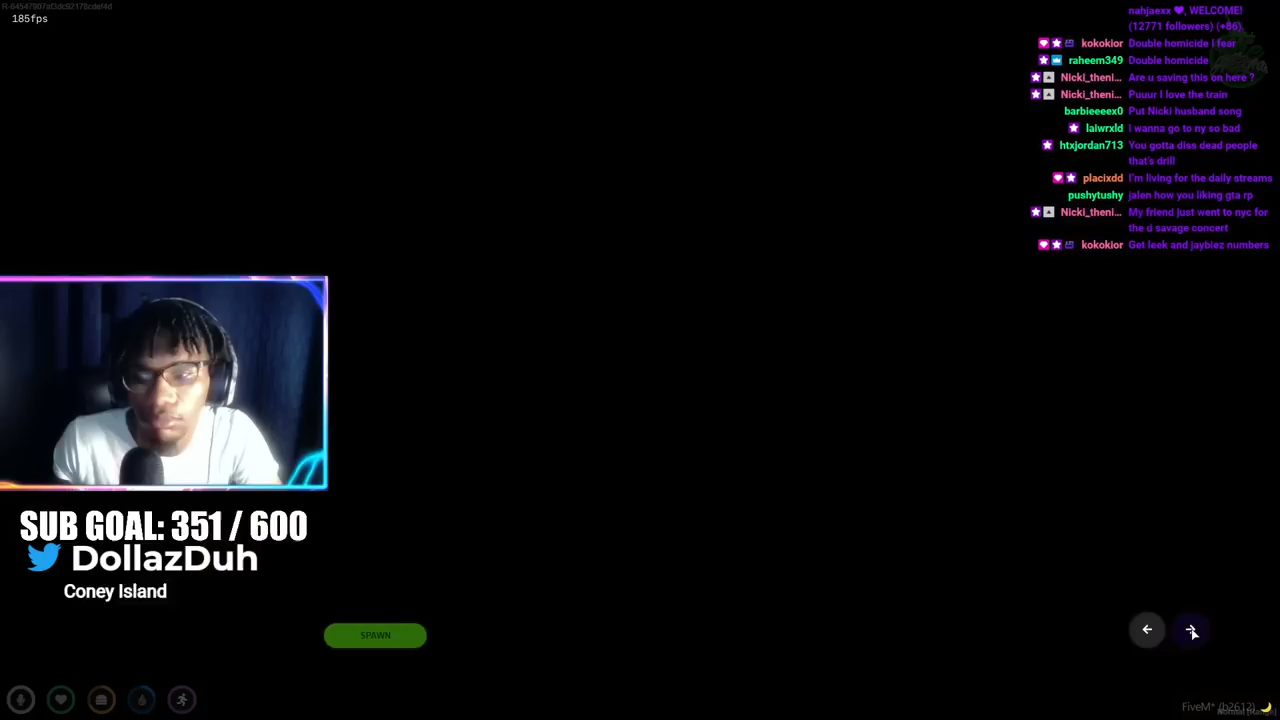 R-64547907af3dc92178cdef4d
185fps
nahjaexx ♥, WELCOME!
(12771 followers) (+86)
kokokior Double homicide I fear
raheem349 Double homicide
Nicki_theni... Are u saving this on here ?
Nicki_theni... Puuur I love the train
barbieeeex0 Put Nicki husband song
laiwrxld I wanna go to ny so bad
htxjordan713 You gotta diss dead people
that's drill
placixdd I'm living for the daily streams
pushytushy jalen how you liking gta rp
Nicki_theni... My friend just went to nyc for
the d savage concert
kokokior Get leek and jaybiez numbers
SUB GOAL: 351 / 600
DollazDuh
Coney Island
SPAWN
FiveM* (b2612)